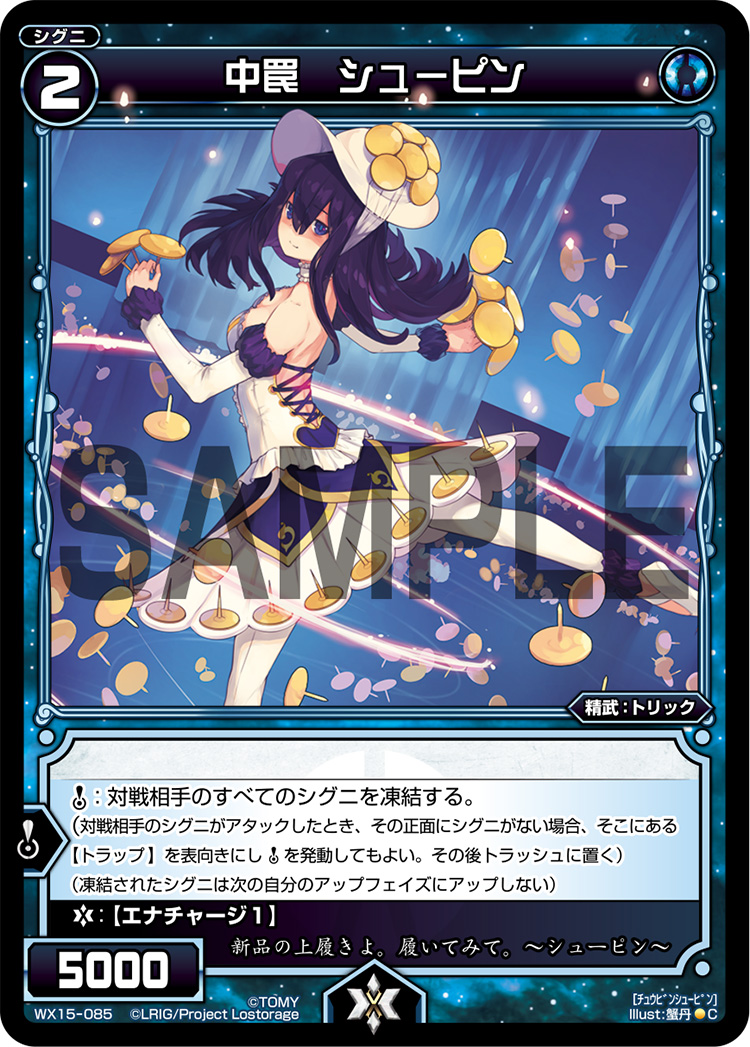 シグニ
2
中罠 シューピン
SAMPLE
精武：トリック
：対戦相手のすべてのシグニを凍結する。
（対戦相手のシグニがアタックしたとき、その正面にシグニがない場合、そこにある
【トラップ】を表向きにしを発動してもよい。その後トラッシュに置く）
（凍結されたシグニは次の自分のアップフェイズにアップしない）
：【エナチャージ１】
新品の上履きよ。履いてみて。～シューピン～
5000
©TOMY
[ﾁｭｳﾋﾞﾝｼｭｰﾋﾟﾝ]
WX15-085 ©LRIG/Project Lostorage
Illust:蟹丹 C